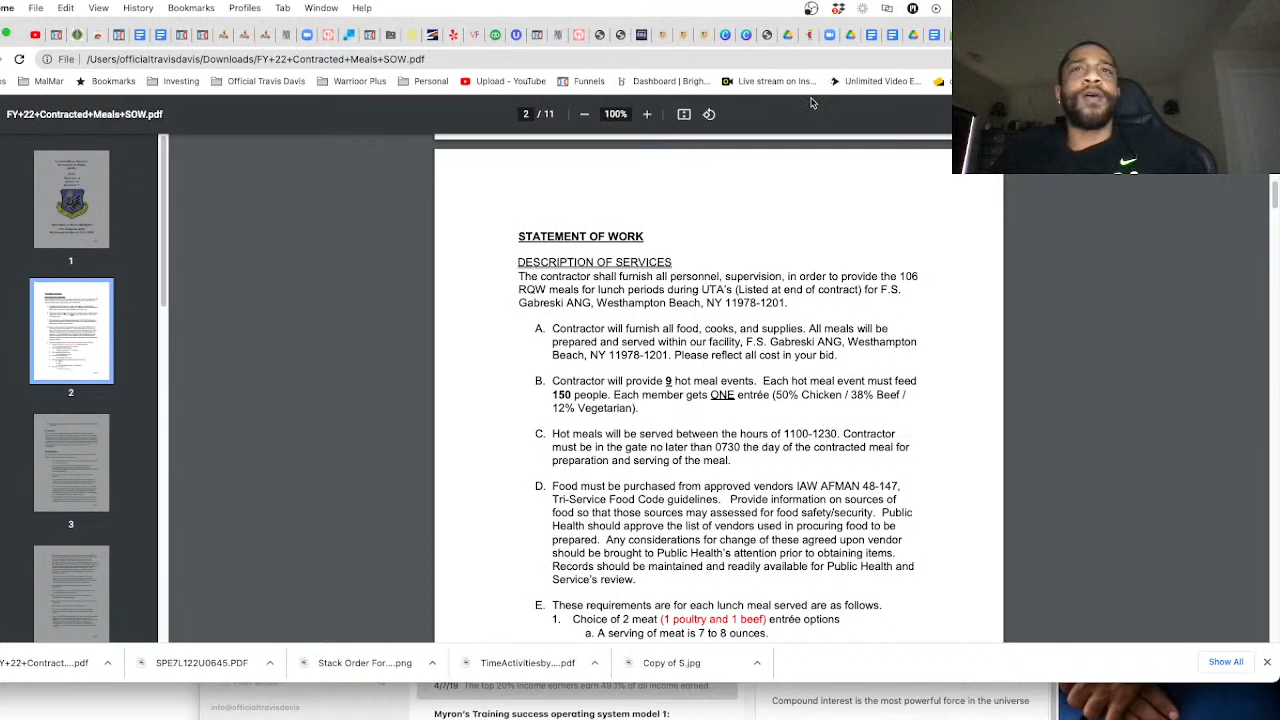 File Edit View History Bookmarks Profiles Tab Window Help
File /Users/officialtravisdavis/Downloads/FY+22+Contracted+Meals+SOW.pdf
MalMar Bookmarks Investing Official Travis Davis Warrioor Plus Personal Upload - YouTube Funnels Dashboard | Brigh... Live stream on Ins... Unlimited Video E...
FY+22+Contracted+Meals+SOW.pdf 2 / 11 100%
STATEMENT OF WORK
DESCRIPTION OF SERVICES
The contractor shall furnish all personnel, supervision, in order to provide the 106
RQW meals for lunch periods during UTA's (Listed at end of contract) for F.S.
Gabreski ANG, Westhampton Beach, NY 11978-1201.
A. Contractor will furnish all food, cooks, and supplies. All meals will be
prepared and served within our facility, F.S. Gabreski ANG, Westhampton
Beach, NY 11978-1201. Please reflect all cost in your bid.
B. Contractor will provide 9 hot meal events. Each hot meal event must feed
150 people. Each member gets ONE entrée (50% Chicken / 38% Beef /
12% Vegetarian).
C. Hot meals will be served between the hours of 1100-1230. Contractor
must be in the gate no later than 0730 the day of the contracted meal for
preparation and serving of the meal.
D. Food must be purchased from approved vendors IAW AFMAN 48-147,
Tri-Service Food Code guidelines. Provide information on sources of
food so that those sources may assessed for food safety/security. Public
Health should approve the list of vendors used in procuring food to be
prepared. Any considerations for change of these agreed upon vendor
should be brought to Public Health's attention prior to obtaining items.
Records should be maintained and readily available for Public Health and
Service's review.
E. These requirements are for each lunch meal served are as follows.
1. Choice of 2 meat (1 poultry and 1 beef) entrée options
a. A serving of meat is 7 to 8 ounces.
1
2
3
Y+22+Contract....pdf SPE7L122U0645.PDF Stack Order For....png TimeActivitiesby....pdf Copy of S.jpg Show All
4/7/19 The top 20% income earners earn 49.1% of all income earned
info@officialtravisdavis
Compound interest is the most powerful force in the universe
Myron's Training success operating system model 1: